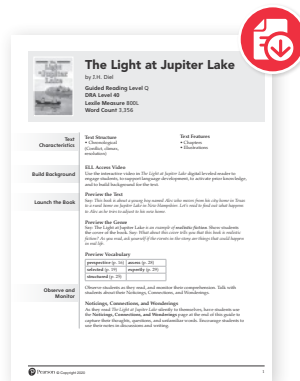 The Light at Jupiter Lake
by J.H. Diel
Guided Reading Level Q
DRA Level 40
Lexile Measure 800L
Word Count 3,356
Text
Characteristics
Text Structure
• Chronological
(Conflict, climax,
resolution)
Text Features
• Chapters
• Illustrations
Build Background
ELL Access Video
Use the interactive video in The Light at Jupiter Lake digital leveled reader to
engage students, to support language development, to activate prior knowledge,
and to build background for the text.
Launch the Book
Preview the Text
Say: This book is about a young boy named Alex who moves from his city home in Texas
to a rural town on Jupiter Lake in New Hampshire. Let's read to find out what happens
to Alex as he tries to adjust to his new home.
Preview the Genre
Say: The Light at Jupiter Lake is an example of realistic fiction. Show students
the cover of the book. Say: What about this cover tells you that this book is realistic
fiction? As you read, ask yourself if the events in the story are things that could happen
in real life.
Preview Vocabulary
perspective (p. 16) assess (p. 28)
selected (p. 19) expertly (p. 29)
structured (p. 23)
Observe and
Monitor
Observe students as they read, and monitor their comprehension. Talk with
students about their Noticings, Connections, and Wonderings.
Noticings, Connections, and Wonderings
As they read The Light at Jupiter Lake silently to themselves, have students use
the Noticings, Connections, and Wonderings page at the end of this guide to
capture their thoughts, questions, and unfamiliar words. Encourage students to
use their notes in discussions and writing.
Pearson © Copyright 2020
1